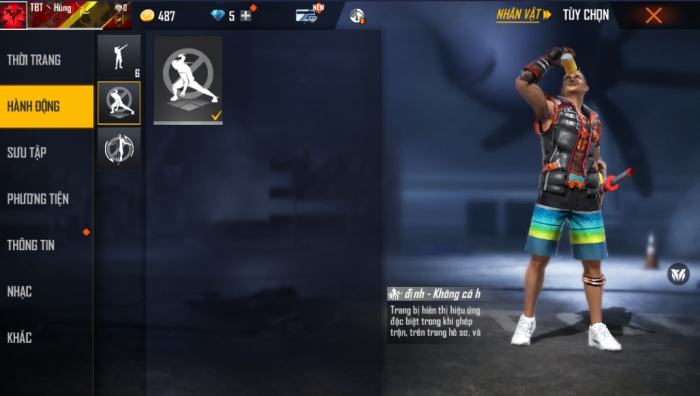 TBT - Hùng
0
487
5
NEW
NHÂN VẬT
TÙY CHỌN
THỜI TRANG
6
HÀNH ĐỘNG
SƯU TẬP
PHƯƠNG TIỆN
THÔNG TIN
NHẠC
KHÁC
định - Không có h
Trang bị hiển thị hiệu ứng
đặc biệt trong khi ghép
trận, trên trang hồ sơ, và